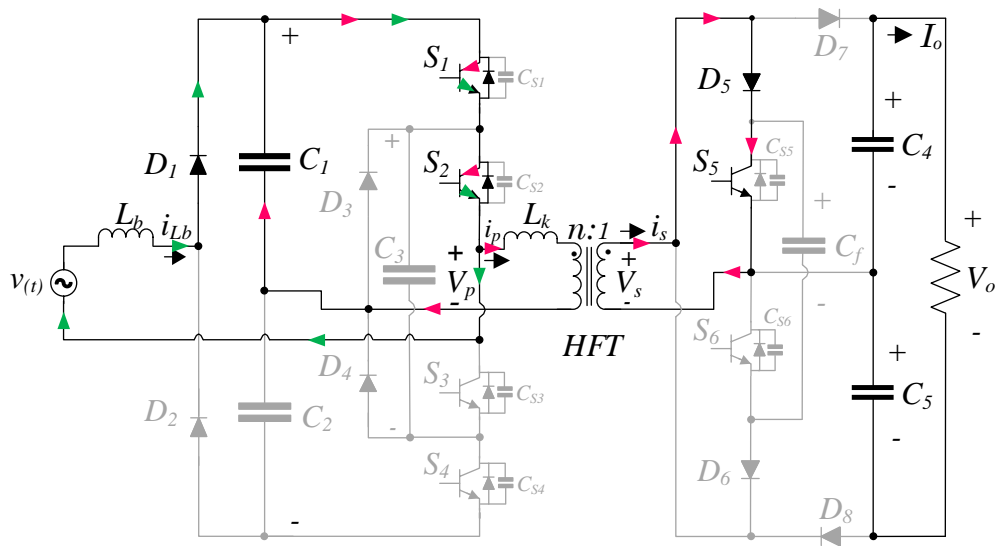 S1
CS1
D1
C1
D3
S2
CS2
Lb
iLb
v(t)
C3
ip
Lk
n:1
is
+
Vp
-
+
Vs
-
HFT
D2
C2
D4
S3
CS3
S4
CS4
+
-
+
-
D7
Io
D5
S5
CS5
+
Cf
-
+
C4
-
S6
CS6
+
C5
-
D6
D8
+
Vo
-